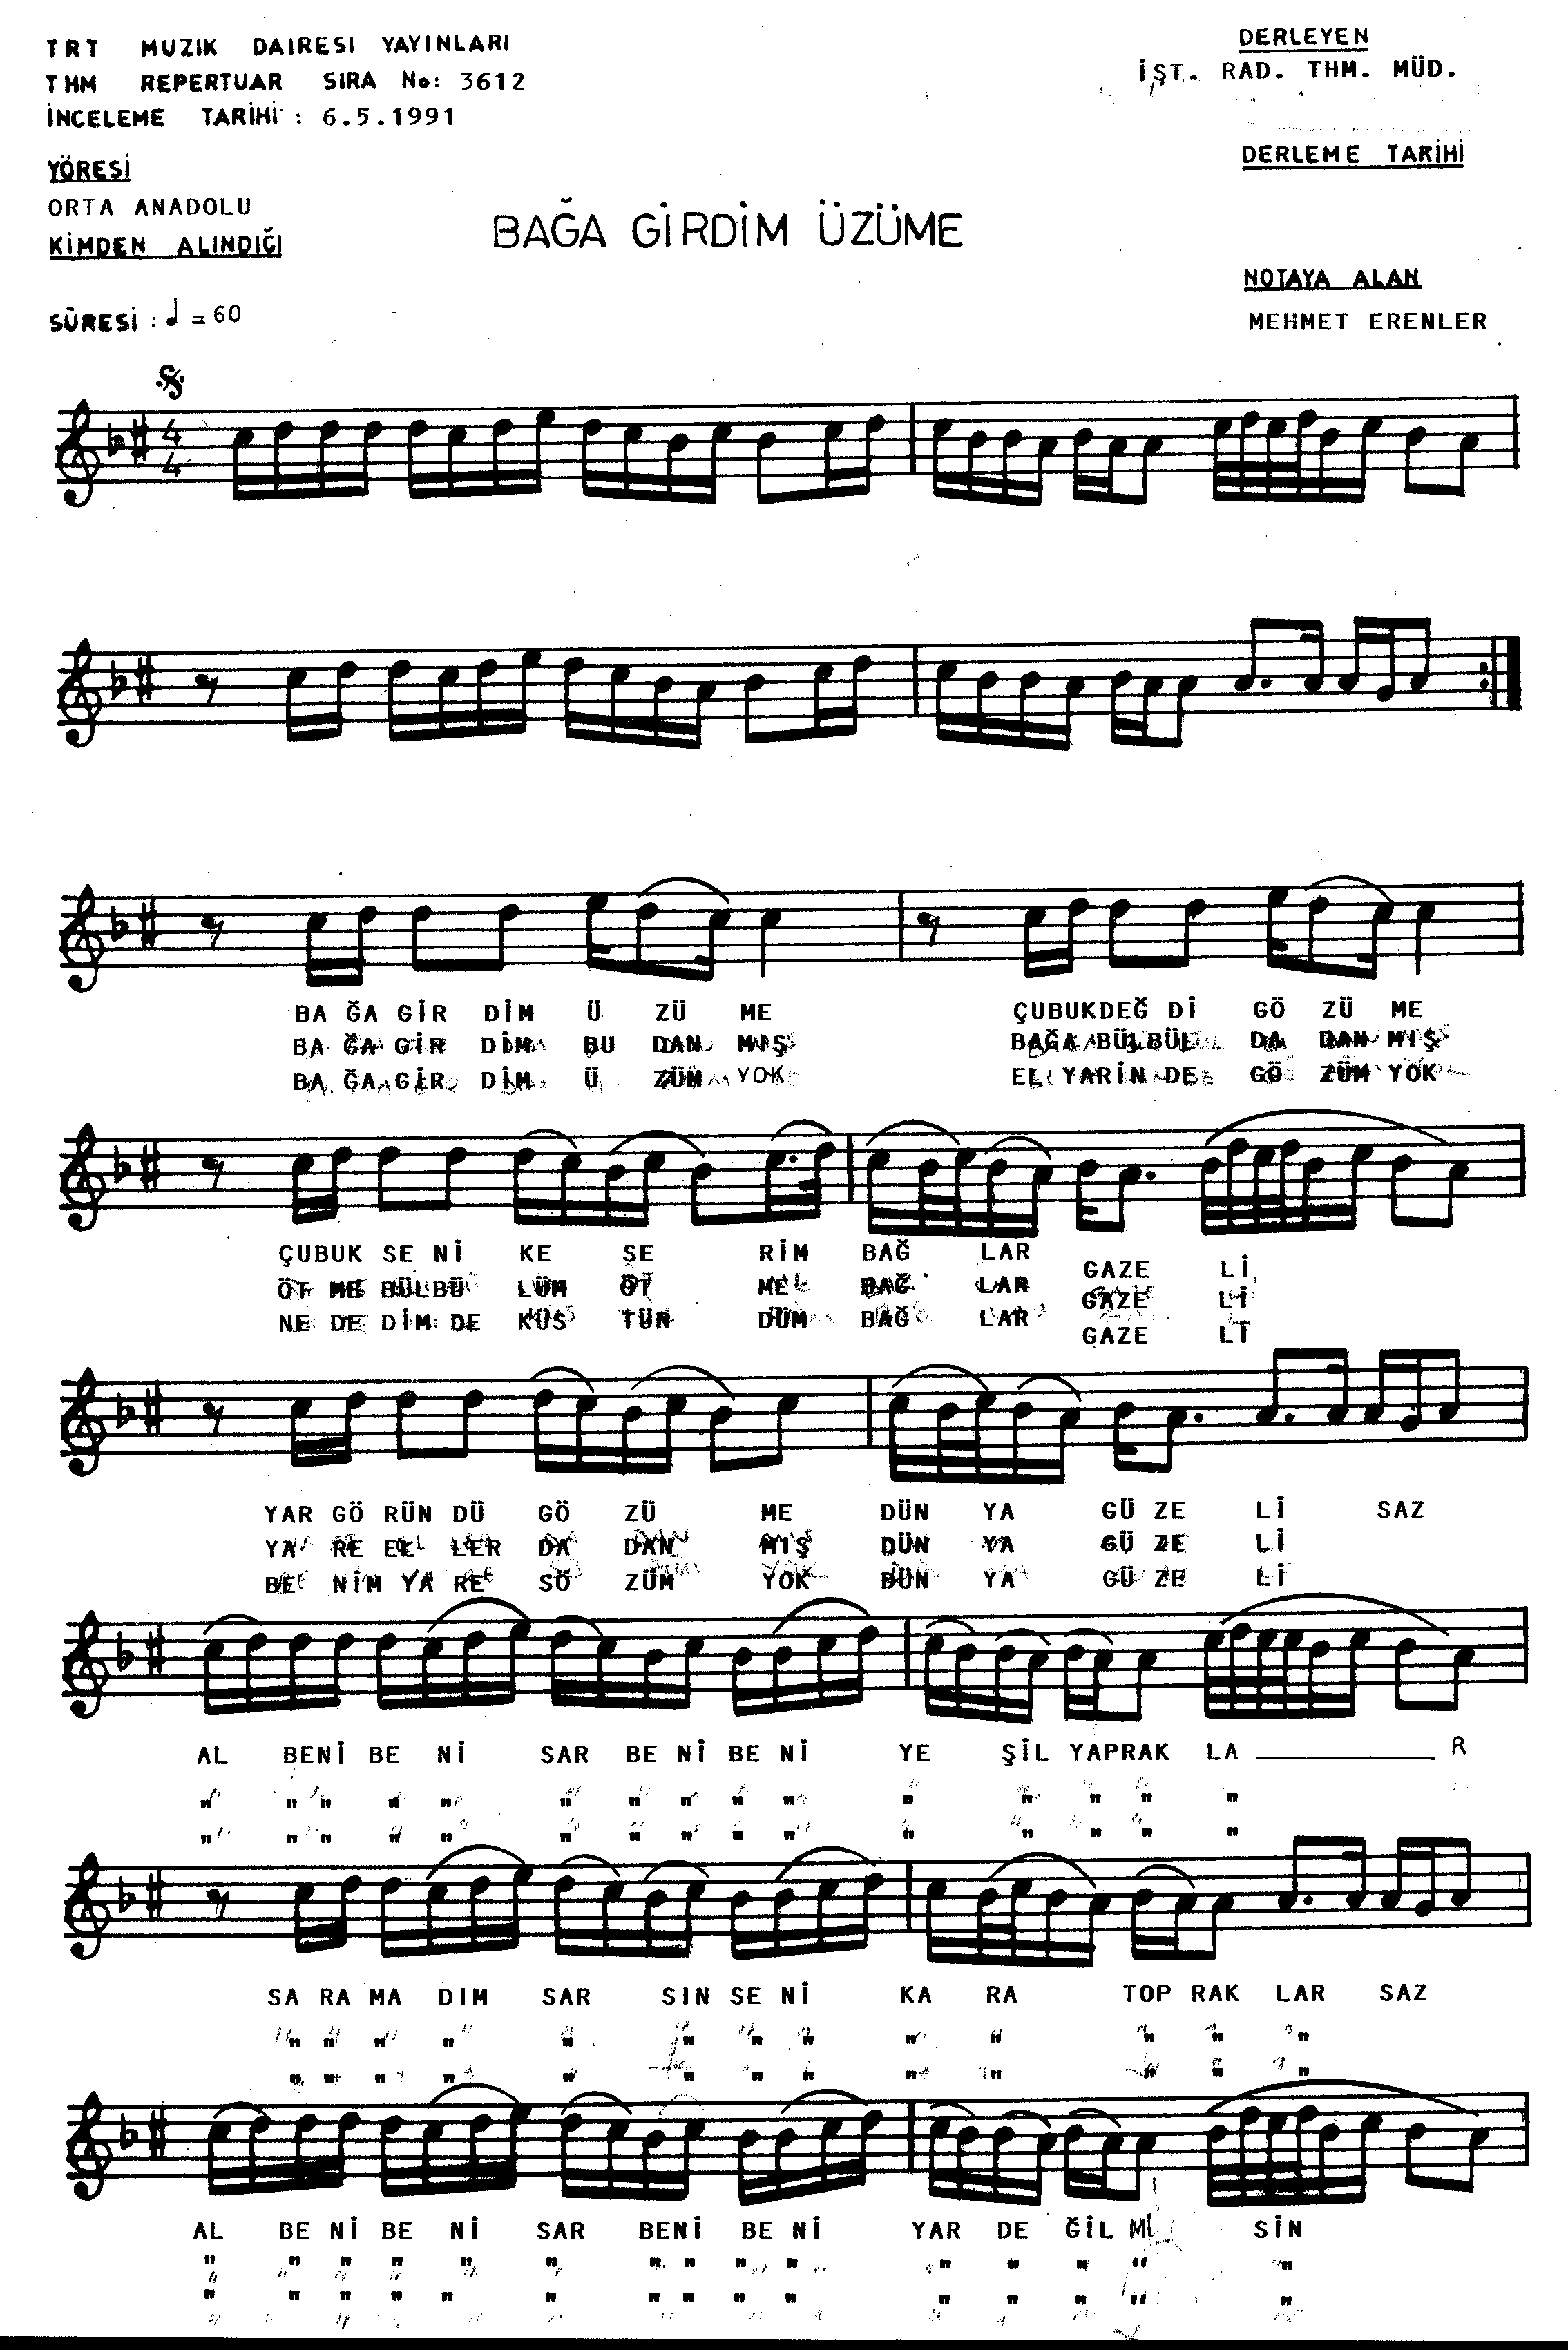 TRT MUZIK DAIRESI YAYINLARI
THM REPERTUAR SIRA No: 3612
İNCELEME TARİHİ : 6.5.1991
DERLEYEN
İŞT. RAD. THM. MÜD.
DERLEME TARİHİ
YÖRESİ
ORTA ANADOLU
KİMDEN ALINDIĞI
BAĞA GİRDİM ÜZÜME
NOTAYA ALAN
MEHMET ERENLER
SÜRESİ : ♩ = 60
4
4
BA ĞA GİR DİM Ü ZÜ ME ÇUBUKDEĞ Dİ GÖ ZÜ ME
BA ĞA GİR DİM BU DAN MIŞ BAĞA BÜLBÜL DA DAN MIŞ
BA ĞA GİR DİM Ü ZÜM YOK EL YARİN DE GÖ ZÜM YOK
ÇUBUK SE Nİ KE SE RİM BAĞ LAR GAZE Lİ
ÖT ME BÜLBÜ LÜM ÖT ME BAĞ LAR GAZE Lİ
NE DE DİM DE KÜS TÜN DÜM BAĞ LAR GAZE Lİ
YAR GÖ RÜN DÜ GÖ ZÜ ME DÜN YA GÜ ZE Lİ SAZ
YA RE EL LER DA DAN MIŞ DÜN YA GÜ ZE Lİ
BE NİM YA RE SÖ ZÜM YOK DÜN YA GÜ ZE Lİ
AL BENİ BE Nİ SAR BE Nİ BE Nİ YE ŞİL YAPRAK LA ________ R
" " " " " " " " " " " " " " "
" " " " " " " " " " " " " " "
SA RA MA DIM SAR SIN SE Nİ KA RA TOP RAK LAR SAZ
" " " " " " " " " " " " "
" " " " " " " " " " " " "
AL BE Nİ BE Nİ SAR BENİ BE Nİ YAR DE ĞİL Mİ SİN
" " " " " " " " " " " " " " "
" " " " " " " " " " " " " " "